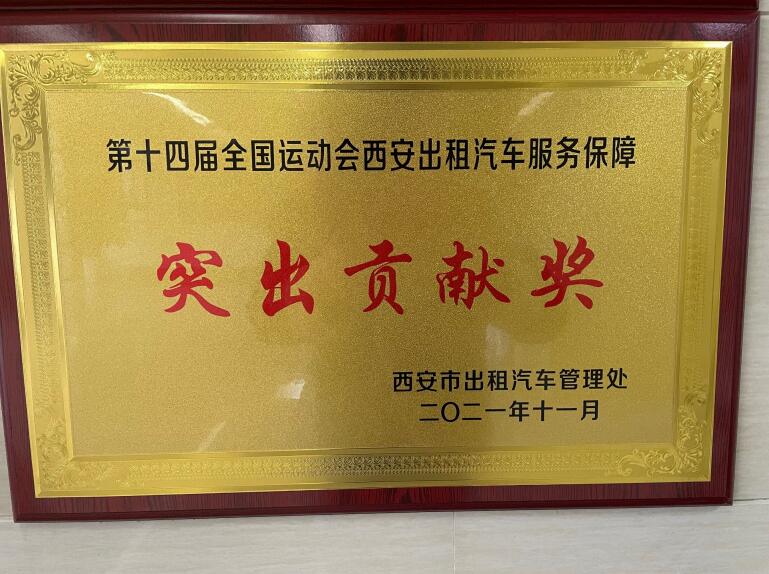 第十四届全国运动会西安出租汽车服务保障
突出贡献奖
西安市出租汽车管理处
二〇二一年十一月